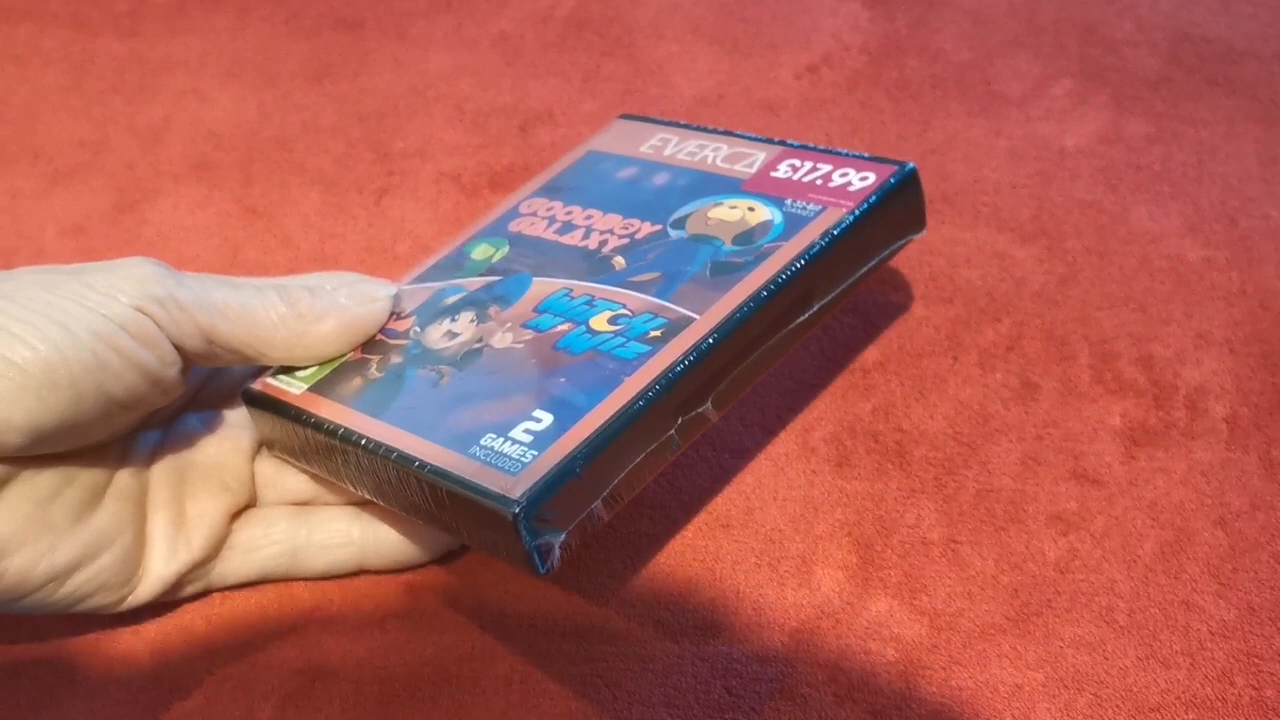 EVERCA
£17.99
GOODBOY
GALAXY
WITCH
N' WIZ
2
GAMES
INCLUDED